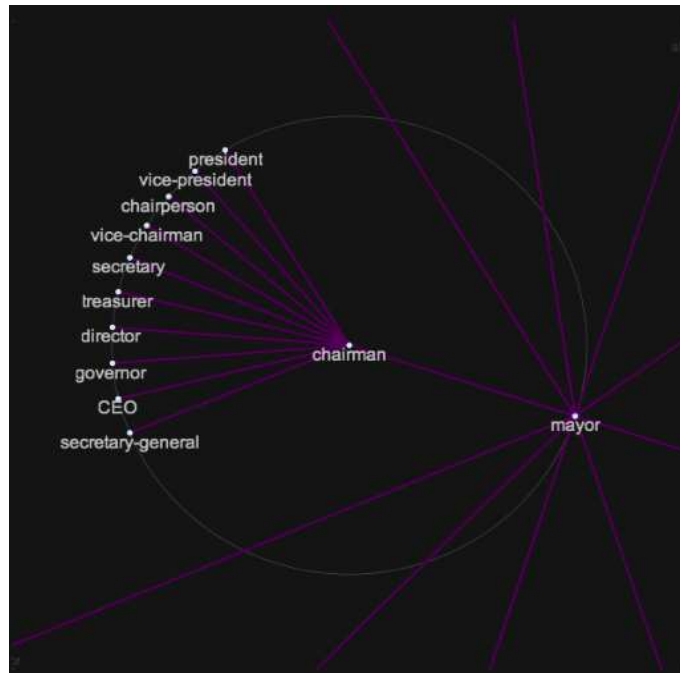 president
vice-president
chairperson
vice-chairman
secretary
treasurer
director
chairman
governor
CEO
mayor
secretary-general